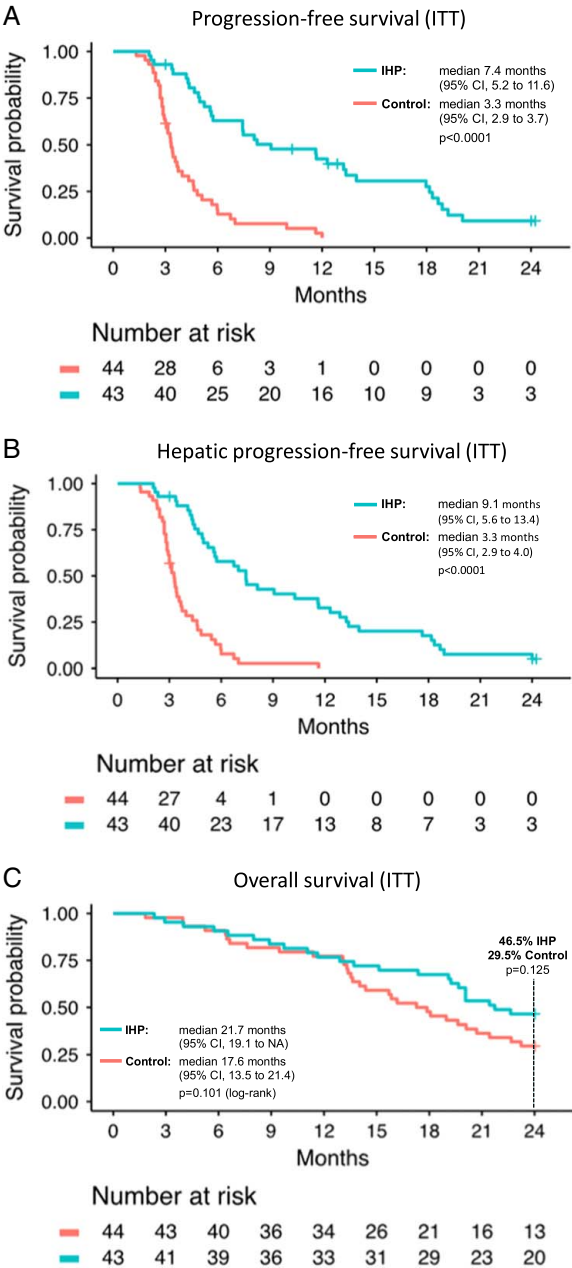 A
Progression-free survival (ITT)
Survival probability
1.00
0.75
0.50
0.25
0.00
IHP: median 7.4 months
(95% CI, 5.2 to 11.6)
Control: median 3.3 months
(95% CI, 2.9 to 3.7)
p<0.0001
0 3 6 9 12 15 18 21 24
Months
Number at risk
44 28 6 3 1 0 0 0 0
43 40 25 20 16 10 9 3 3
B
Hepatic progression-free survival (ITT)
Survival probability
1.00
0.75
0.50
0.25
0.00
IHP: median 9.1 months
(95% CI, 5.6 to 13.4)
Control: median 3.3 months
(95% CI, 2.9 to 4.0)
p<0.0001
0 3 6 9 12 15 18 21 24
Months
Number at risk
44 27 4 1 0 0 0 0 0
43 40 23 17 13 8 7 3 3
C
Overall survival (ITT)
Survival probability
1.00
0.75
0.50
0.25
0.00
46.5% IHP
29.5% Control
p=0.125
IHP: median 21.7 months
(95% CI, 19.1 to NA)
Control: median 17.6 months
(95% CI, 13.5 to 21.4)
p=0.101 (log-rank)
0 3 6 9 12 15 18 21 24
Months
Number at risk
44 43 40 36 34 26 21 16 13
43 41 39 36 33 31 29 23 20